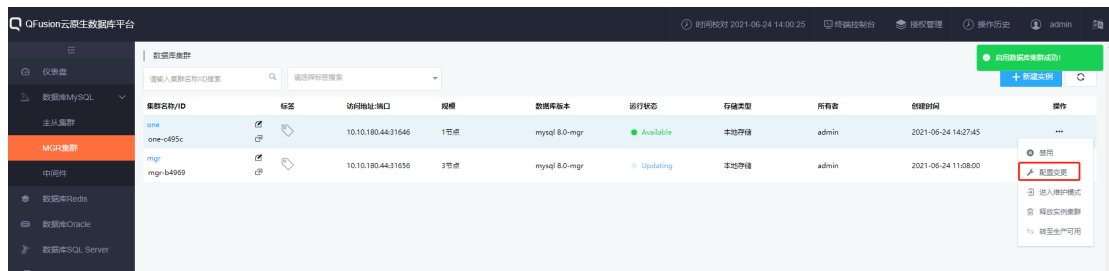 QFusion云原生数据库平台
时间校对 2021-06-24 14:00:25 终端控制台 授权管理 操作历史 admin
仪表盘
数据库MySQL
主从集群
MGR集群
中间件
数据库Redis
数据库Oracle
数据库SQL Server
数据库集群
启用数据库集群成功!
请输入集群名称/ID搜索 请选择标签搜索 + 新建实例
集群名称/ID 标签 访问地址:端口 规模 数据库版本 运行状态 存储类型 所有者 创建时间 操作
one
one-c495c 10.10.180.44:31646 1节点 mysql 8.0-mgr Available 本地存储 admin 2021-06-24 14:27:45 ...
mgr
mgr-b4969 10.10.180.44:31656 3节点 mysql 8.0-mgr Updating 本地存储 admin 2021-06-24 11:08:00
禁用
配置变更
进入维护模式
释放实例集群
转至生产可用